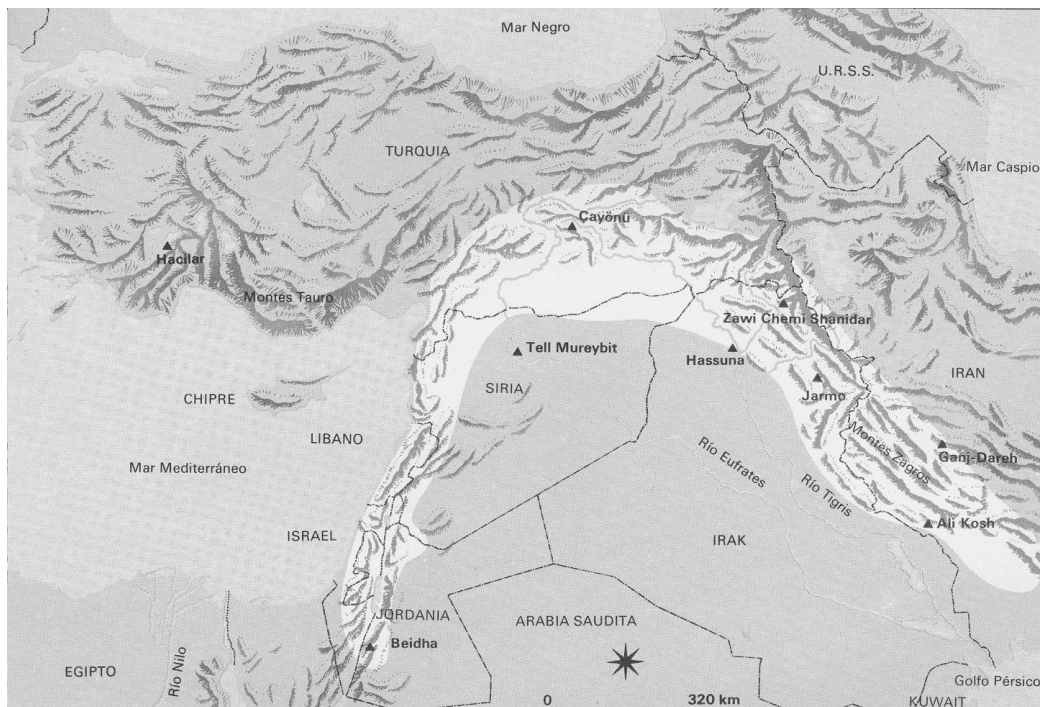 Mar Negro
U.R.S.S.
TURQUIA
Mar Caspio
Çayönü
Hacilar
Montes Tauro
Zawi Chemi Shanidar
Tell Mureybit
Hassuna
IRAN
SIRIA
Jarmo
CHIPRE
LIBANO
Montes Zagros
Ganj-Dareh
Mar Mediterráneo
Río Eufrates
Río Tigris
Ali Kosh
ISRAEL
IRAK
JORDANIA
ARABIA SAUDITA
Beidha
EGIPTO
Río Nilo
Golfo Pérsico
0 320 km
KUWAIT